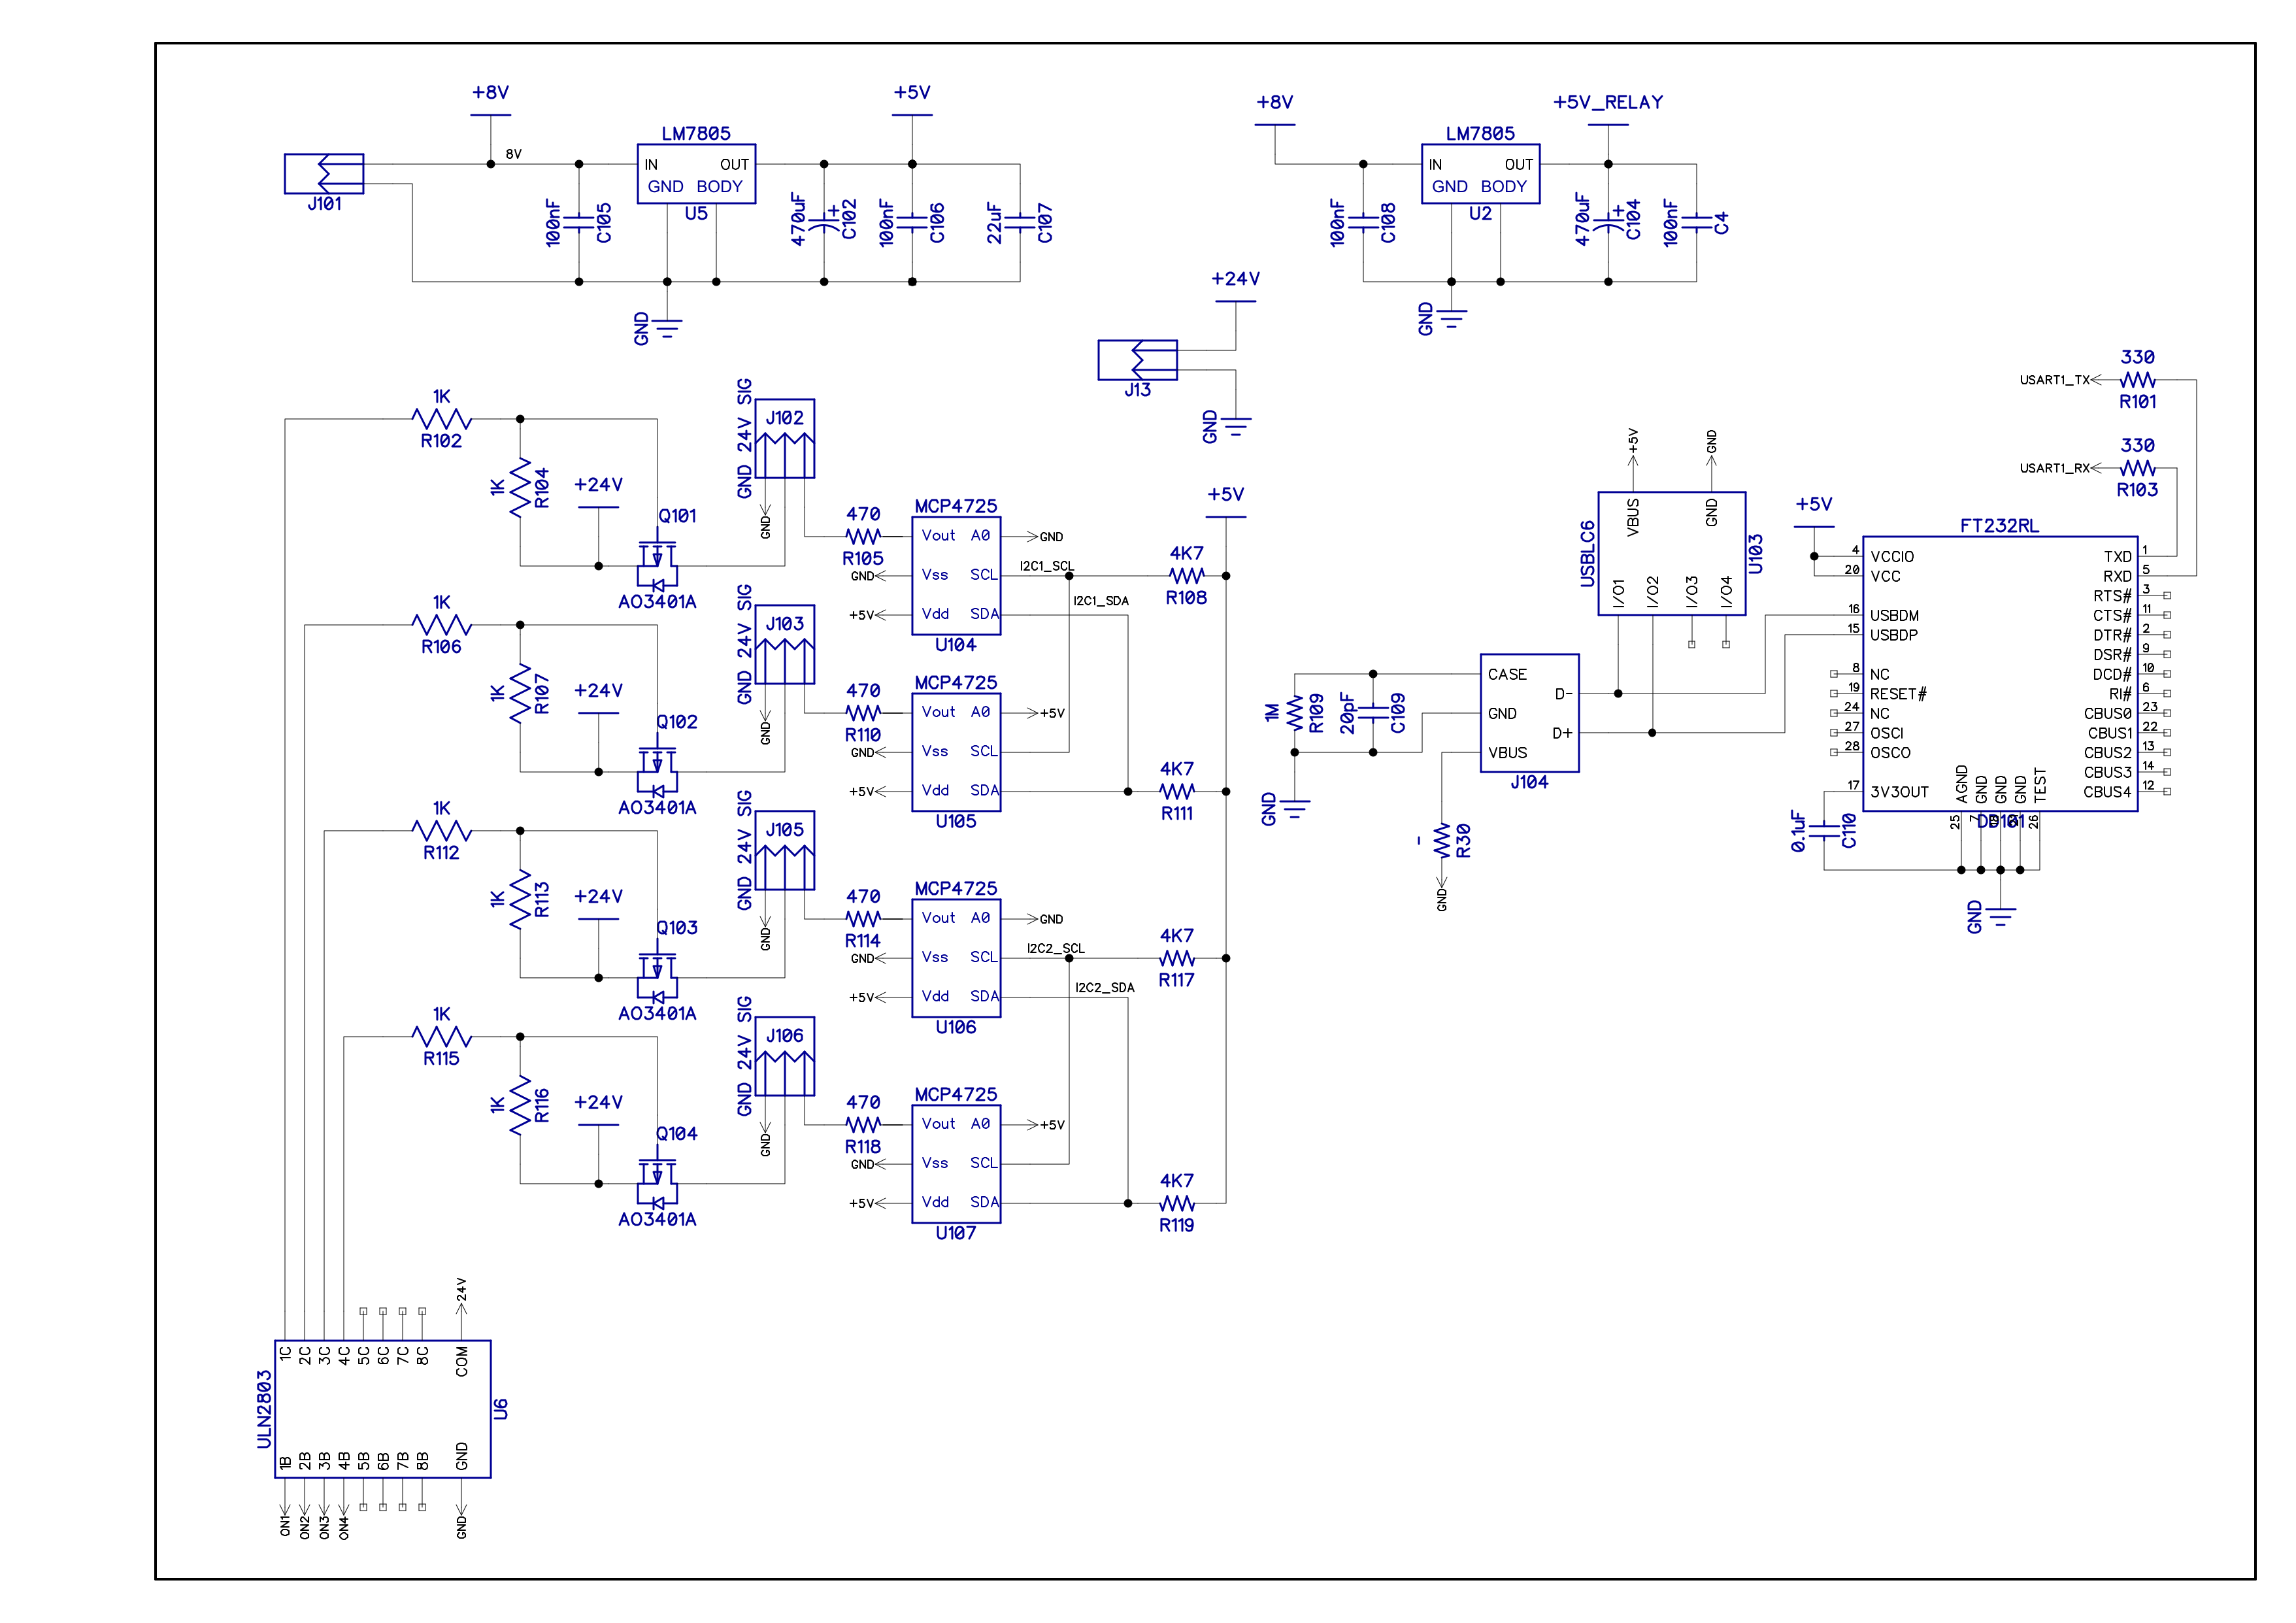 +8V
8V
LM7805
IN OUT
GND BODY
U5
+5V
J101
100nF
C105
470uF
+
C102
100nF
C106
22uF
C107
GND
+8V
LM7805
IN OUT
GND BODY
U2
+5V_RELAY
100nF
C108
470uF
+
C104
100nF
C4
GND
+24V
J13
GND
1K
R102
1K
R104
+24V
Q101
AO3401A
GND 24V SIG
J102
GND
470
R105
MCP4725
Vout A0
Vss SCL
Vdd SDA
U104
GND
+5V
GND
I2C1_SCL
I2C1_SDA
+5V
4K7
R108
1K
R106
1K
R107
+24V
Q102
AO3401A
GND 24V SIG
J103
GND
470
R110
MCP4725
Vout A0
Vss SCL
Vdd SDA
U105
GND
+5V
+5V
4K7
R111
1K
R112
1K
R113
+24V
Q103
AO3401A
GND 24V SIG
J105
GND
470
R114
MCP4725
Vout A0
Vss SCL
Vdd SDA
U106
GND
+5V
GND
I2C2_SCL
I2C2_SDA
4K7
R117
1K
R115
1K
R116
+24V
Q104
AO3401A
GND 24V SIG
J106
GND
470
R118
MCP4725
Vout A0
Vss SCL
Vdd SDA
U107
GND
+5V
+5V
4K7
R119
330
USART1_TX
R101
330
USART1_RX
R103
+5V
GND
USBLC6
VBUS
GND
I/O1
I/O2
I/O3
I/O4
U103
CASE
GND
VBUS
D-
D+
J104
1M
R109
20pF
C109
GND
-
R30
GND
+5V
FT232RL
4 VCCIO
20 VCC
16 USBDM
15 USBDP
8 NC
19 RESET#
24 NC
27 OSCI
28 OSCO
17 3V3OUT
TXD 1
RXD 5
RTS# 3
CTS# 11
DTR# 2
DSR# 9
DCD# 10
RI# 6
CBUS0 23
CBUS1 22
CBUS2 13
CBUS3 14
CBUS4 12
AGND
GND
GND
GND
TEST
25
7
26
DD101
0.1uF
C110
GND
24V
ULN2803
1C
2C
3C
4C
5C
6C
7C
8C
COM
U6
1B
2B
3B
4B
5B
6B
7B
8B
GND
ON1
ON2
ON3
ON4
GND